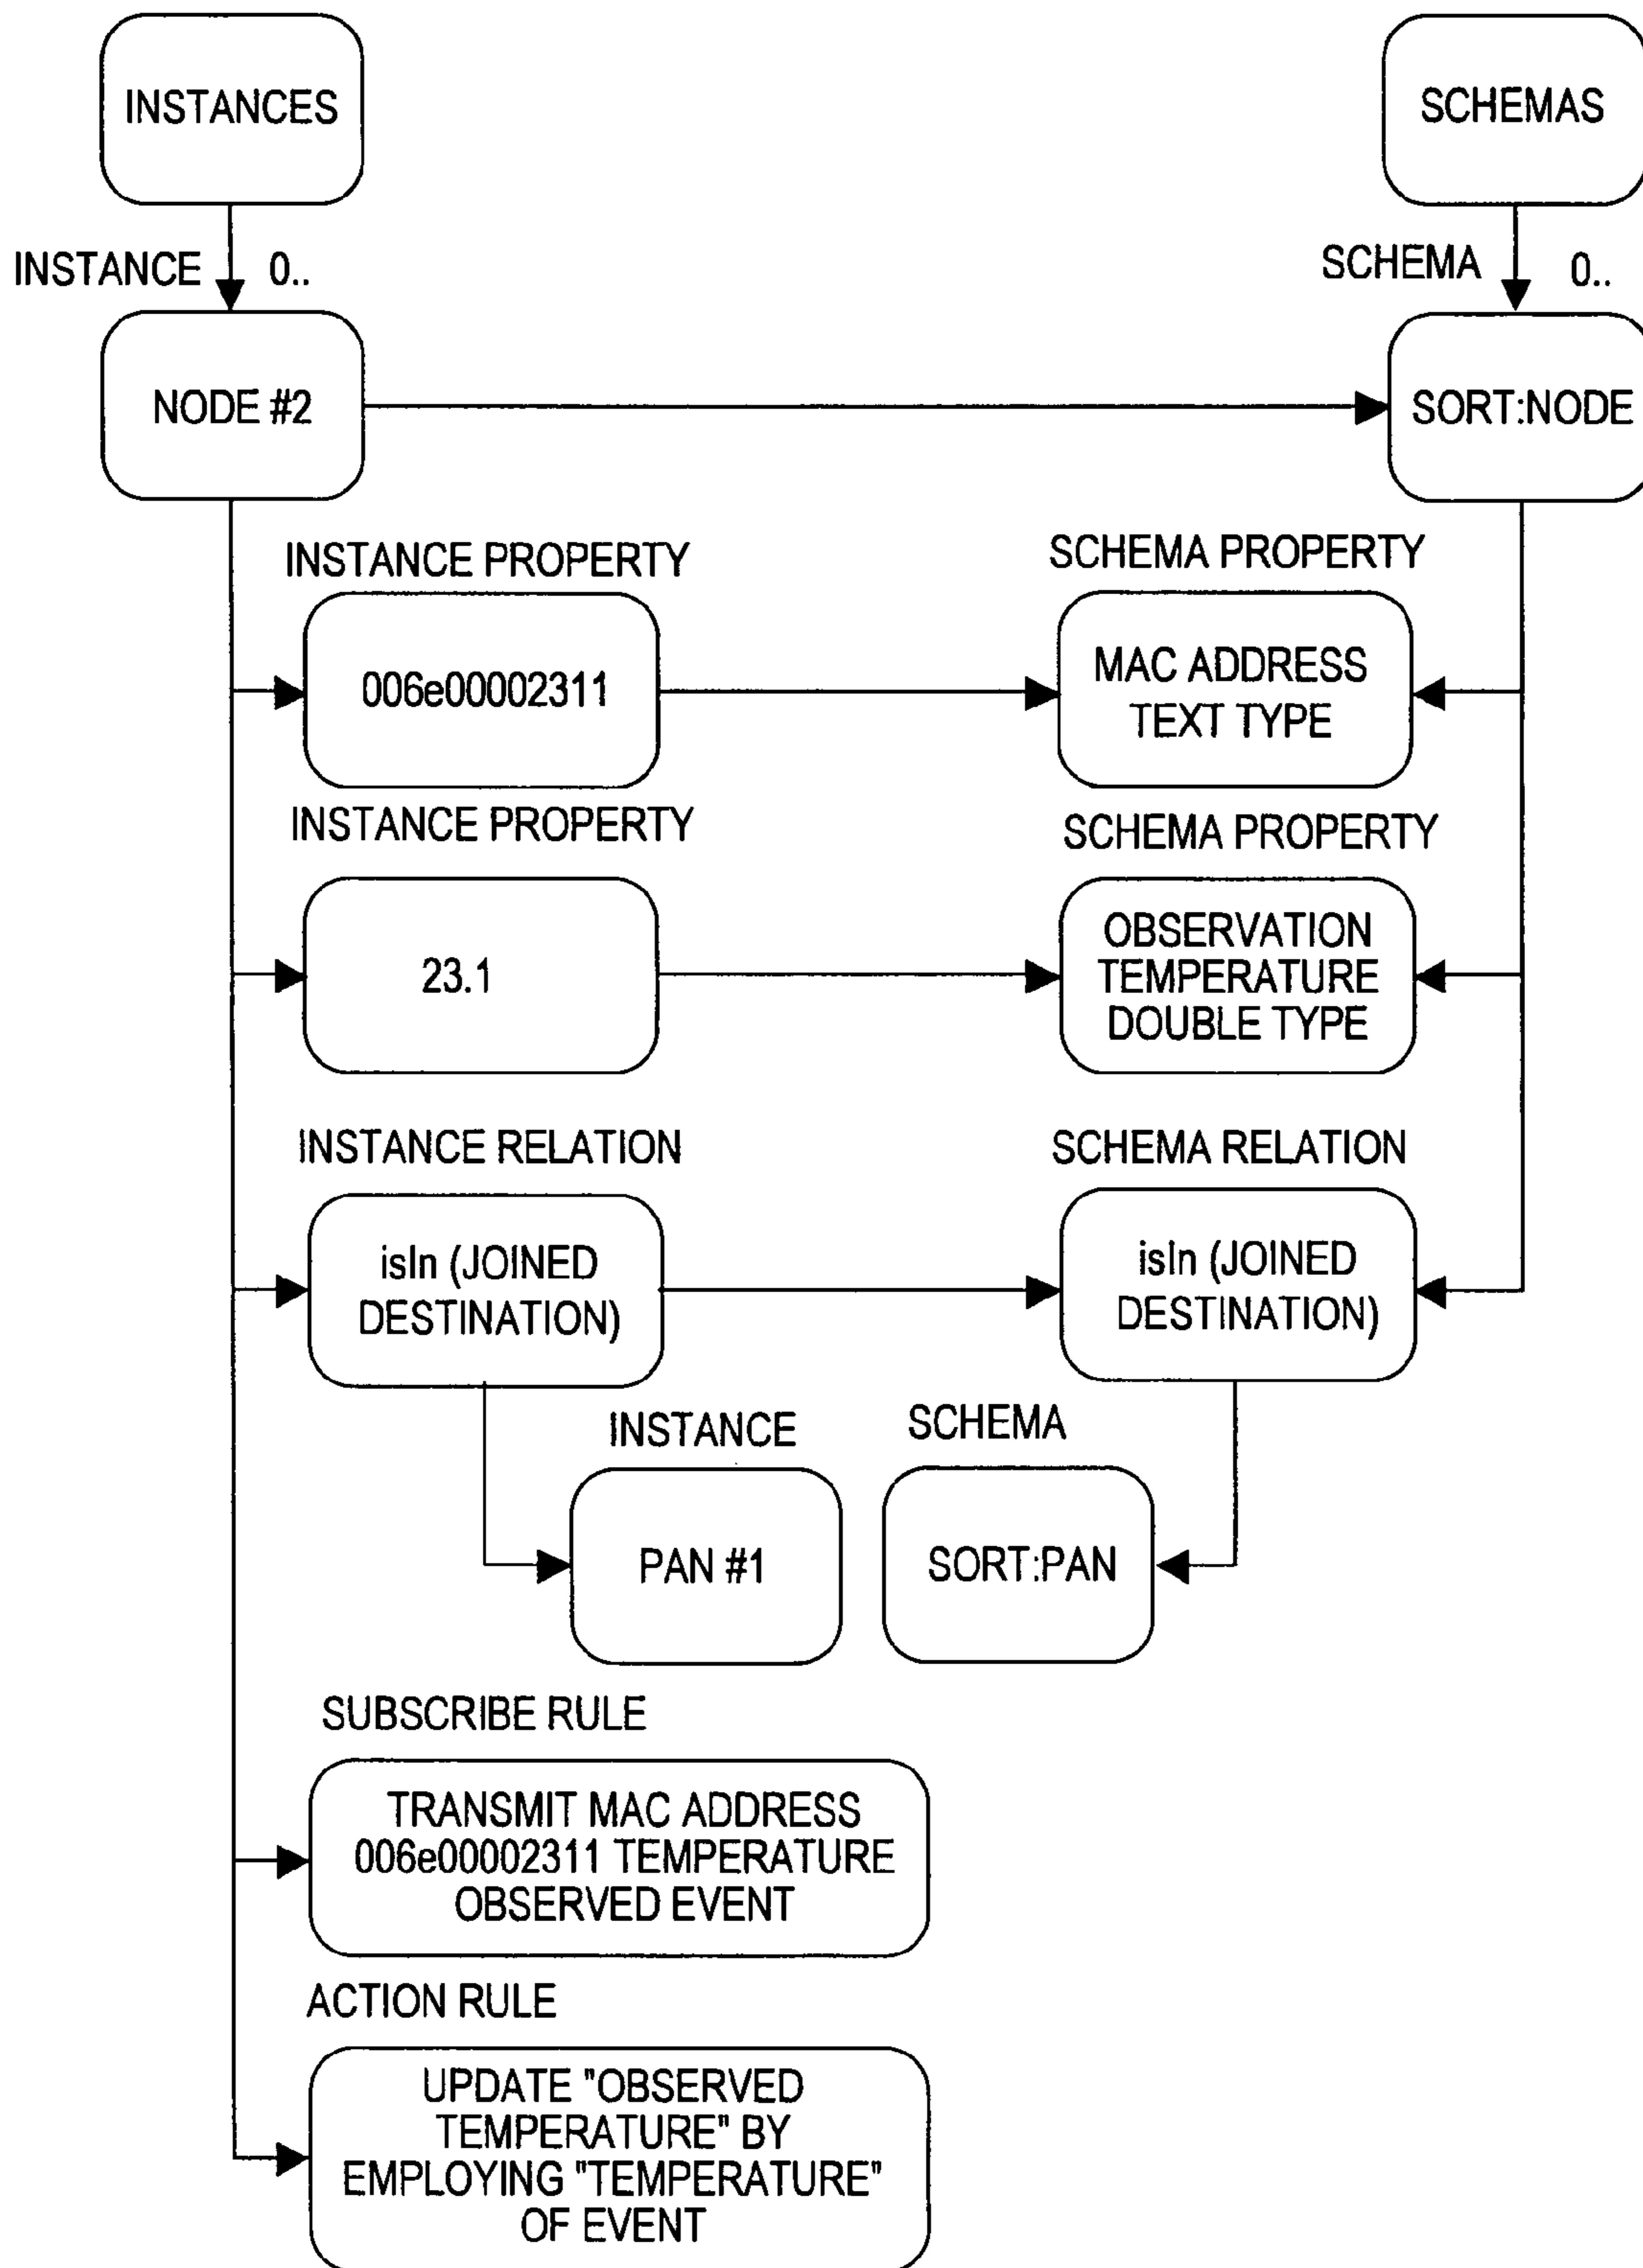 INSTANCES
SCHEMAS
INSTANCE 0..
SCHEMA 0..
NODE #2
SORT:NODE
INSTANCE PROPERTY
SCHEMA PROPERTY
006e00002311
MAC ADDRESS
TEXT TYPE
INSTANCE PROPERTY
SCHEMA PROPERTY
23.1
OBSERVATION
TEMPERATURE
DOUBLE TYPE
INSTANCE RELATION
SCHEMA RELATION
isIn (JOINED
DESTINATION)
isIn (JOINED
DESTINATION)
INSTANCE
SCHEMA
PAN #1
SORT:PAN
SUBSCRIBE RULE
TRANSMIT MAC ADDRESS
006e00002311 TEMPERATURE
OBSERVED EVENT
ACTION RULE
UPDATE "OBSERVED
TEMPERATURE" BY
EMPLOYING "TEMPERATURE"
OF EVENT